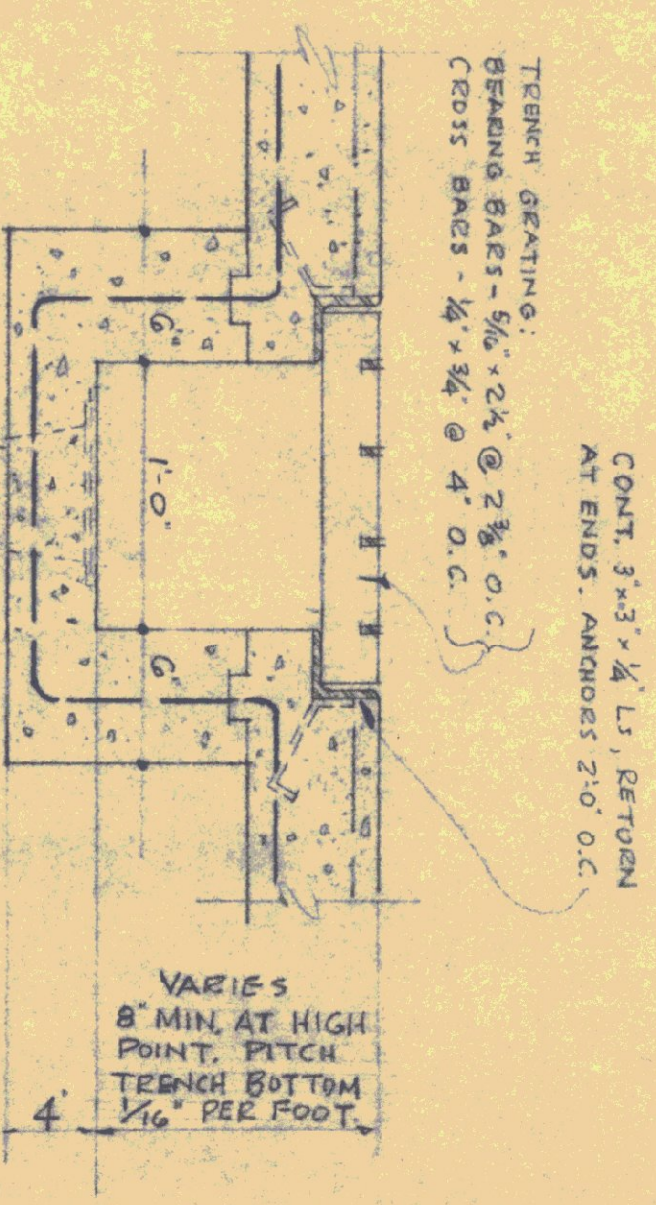 CONT. 3"x3"x 1/4" LS, RETURN
AT ENDS. ANCHORS 2'-0" O.C.
TRENCH GRATING:
BEARING BARS - 5/16" x 2 1/2" @ 2 3/8" O.C.
CROSS BARS - 1/4" x 3/4" @ 4" O.C.
6"
1'-0"
6"
VARIES
8" MIN. AT HIGH
POINT. PITCH
TRENCH BOTTOM
1/16" PER FOOT.
4"